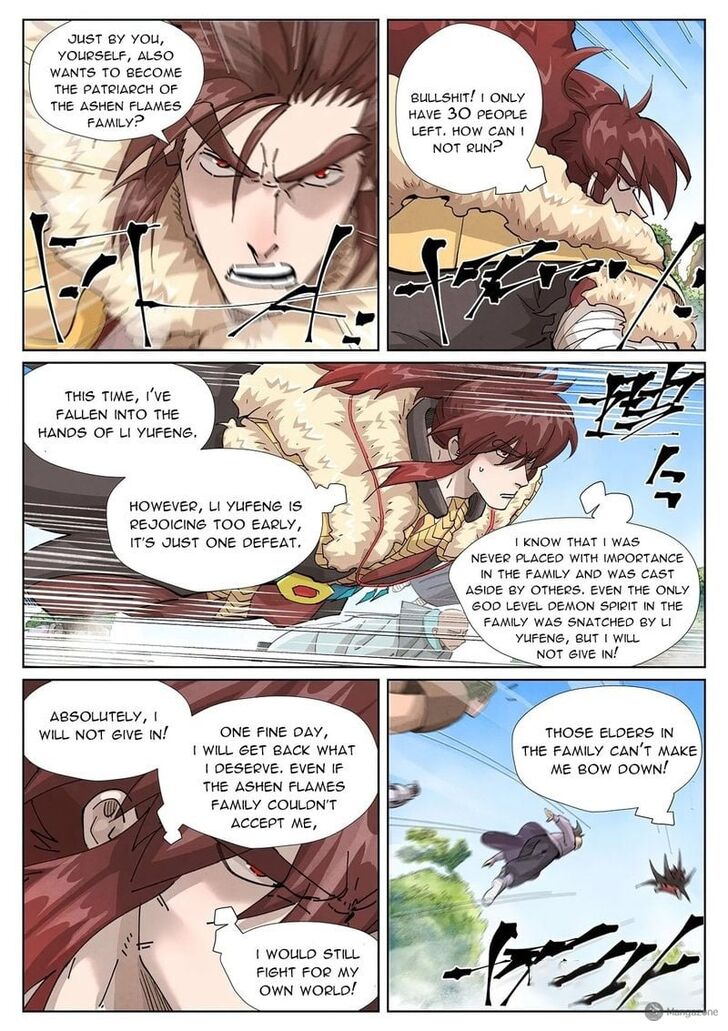 JUST BY YOU,
YOURSELF, ALSO
WANTS TO BECOME
THE PATRIARCH OF
THE ASHEN FLAMES
FAMILY?
BULLSHIT! I ONLY
HAVE 30 PEOPLE
LEFT. HOW CAN I
NOT RUN?
THIS TIME, I'VE
FALLEN INTO THE
HANDS OF LI YUFENG.
HOWEVER, LI YUFENG IS
REJOICING TOO EARLY,
IT'S JUST ONE DEFEAT.
I KNOW THAT I WAS
NEVER PLACED WITH IMPORTANCE
IN THE FAMILY AND WAS CAST
ASIDE BY OTHERS. EVEN THE ONLY
GOD LEVEL DEMON SPIRIT IN THE
FAMILY WAS SNATCHED BY LI
YUFENG, BUT I WILL
NOT GIVE IN!
ABSOLUTELY, I
WILL NOT GIVE IN!
ONE FINE DAY,
I WILL GET BACK WHAT
I DESERVE. EVEN IF
THE ASHEN FLAMES
FAMILY COULDN'T
ACCEPT ME,
I WOULD STILL
FIGHT FOR MY
OWN WORLD!
THOSE ELDERS IN
THE FAMILY CAN'T MAKE
ME BOW DOWN!
Mangazone